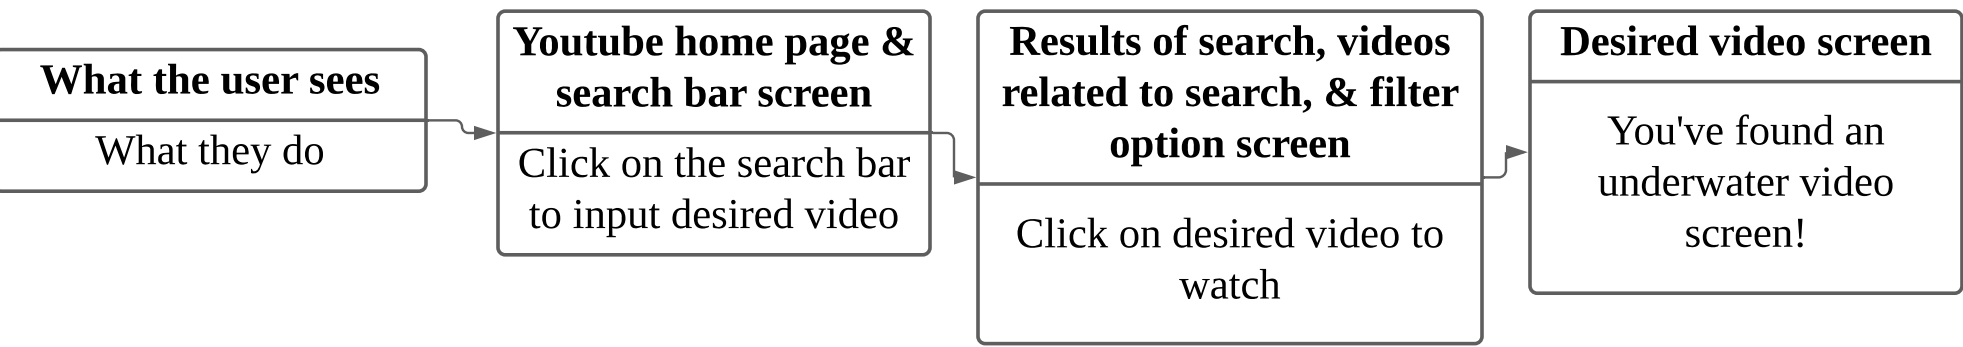 What the user sees
What they do
Youtube home page &
search bar screen
Click on the search bar
to input desired video
Results of search, videos
related to search, & filter
option screen
Click on desired video to
watch
Desired video screen
You've found an
underwater video
screen!